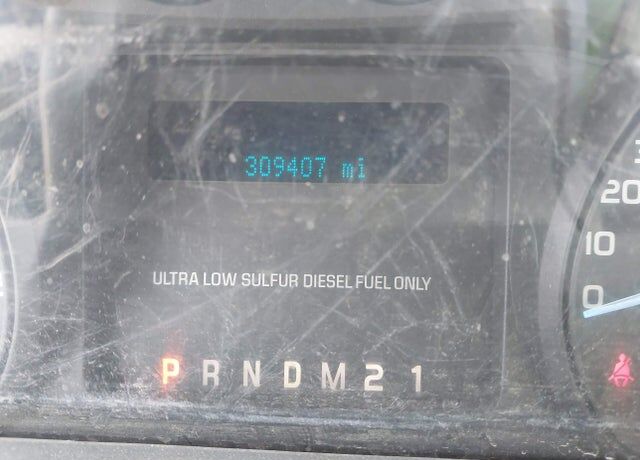 309407 mi
20
10
ULTRA LOW SULFUR DIESEL FUEL ONLY
0
P R N D M 2 1